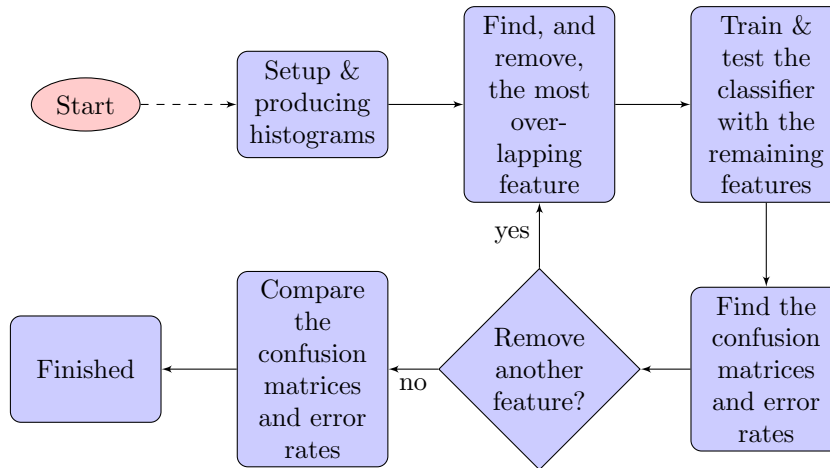 Start
Setup &
producing
histograms
Find, and
remove,
the most
over-
lapping
feature
Train &
test the
classifier
with the
remaining
features
Find the
confusion
matrices
and error
rates
Remove
another
feature?
yes
no
Compare
the
confusion
matrices
and error
rates
Finished